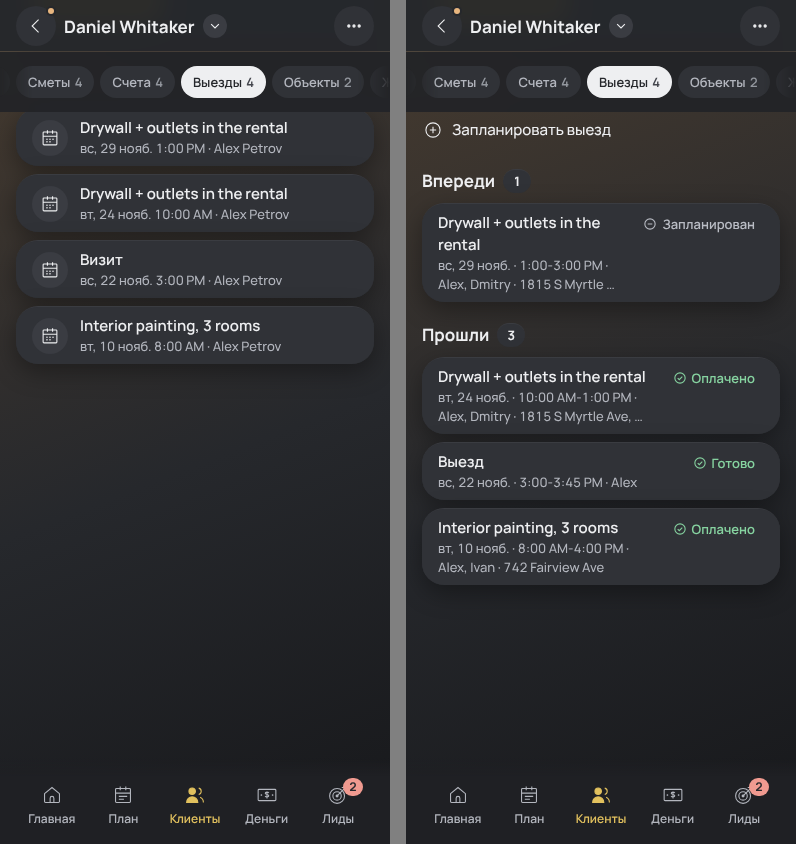 Daniel Whitaker
Сметы 4
Счета 4
Выезды 4
Объекты 2
Drywall + outlets in the rental
вс, 29 нояб. 1:00 PM · Alex Petrov
Drywall + outlets in the rental
вт, 24 нояб. 10:00 AM · Alex Petrov
Визит
вс, 22 нояб. 3:00 PM · Alex Petrov
Interior painting, 3 rooms
вт, 10 нояб. 8:00 AM · Alex Petrov
Главная
План
Клиенты
Деньги
2
Лиды
Daniel Whitaker
Сметы 4
Счета 4
Выезды 4
Объекты 2
Запланировать выезд
Впереди 1
Drywall + outlets in the
rental
Запланирован
вс, 29 нояб. · 1:00-3:00 PM ·
Alex, Dmitry · 1815 S Myrtle ...
Прошли 3
Drywall + outlets in the rental
Оплачено
вт, 24 нояб. · 10:00 AM-1:00 PM ·
Alex, Dmitry · 1815 S Myrtle Ave, ...
Выезд
Готово
вс, 22 нояб. · 3:00-3:45 PM · Alex
Interior painting, 3 rooms
Оплачено
вт, 10 нояб. · 8:00 AM-4:00 PM ·
Alex, Ivan · 742 Fairview Ave
Главная
План
Клиенты
Деньги
2
Лиды